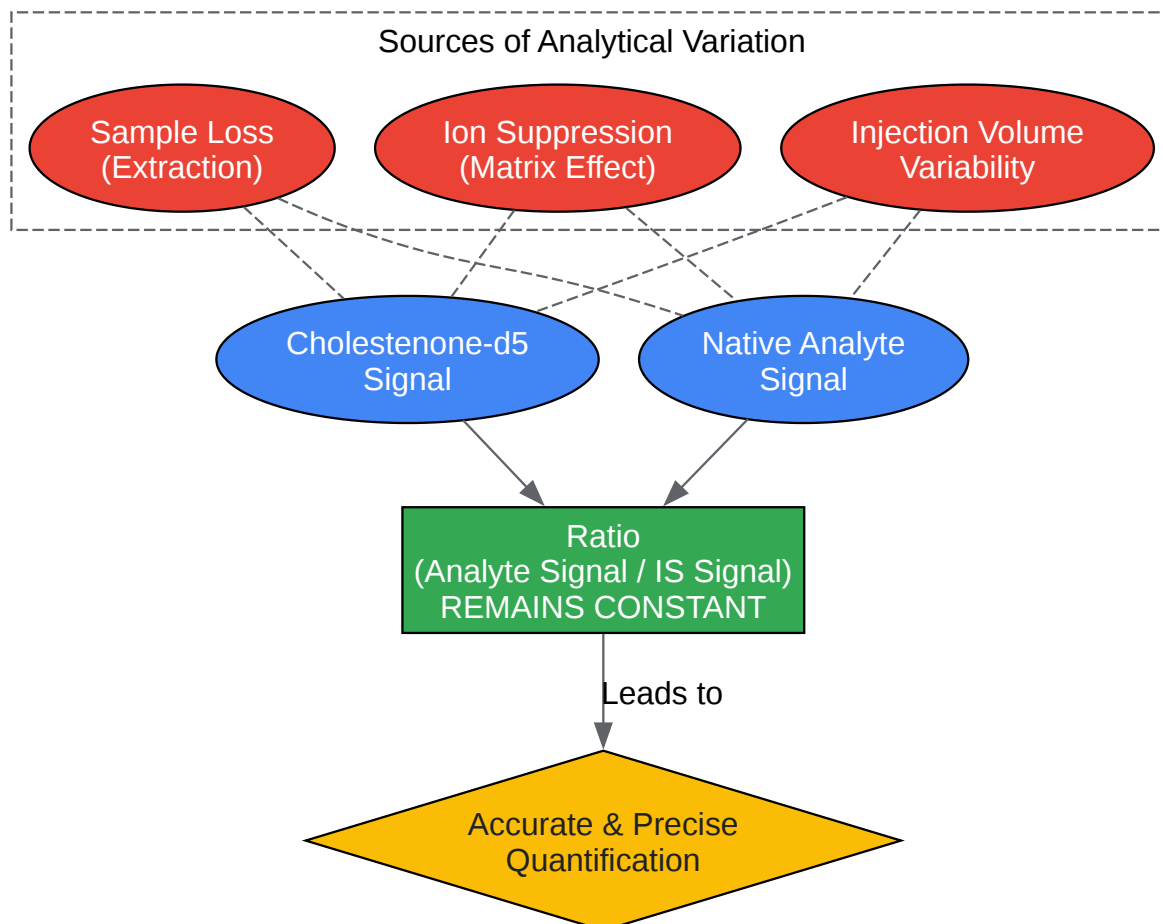 Sources of Analytical Variation
Sample Loss
(Extraction)
Ion Suppression
(Matrix Effect)
Injection Volume
Variability
Cholestenone-d5
Signal
Native Analyte
Signal
Ratio
(Analyte Signal / IS Signal)
REMAINS CONSTANT
Leads to
Accurate & Precise
Quantification